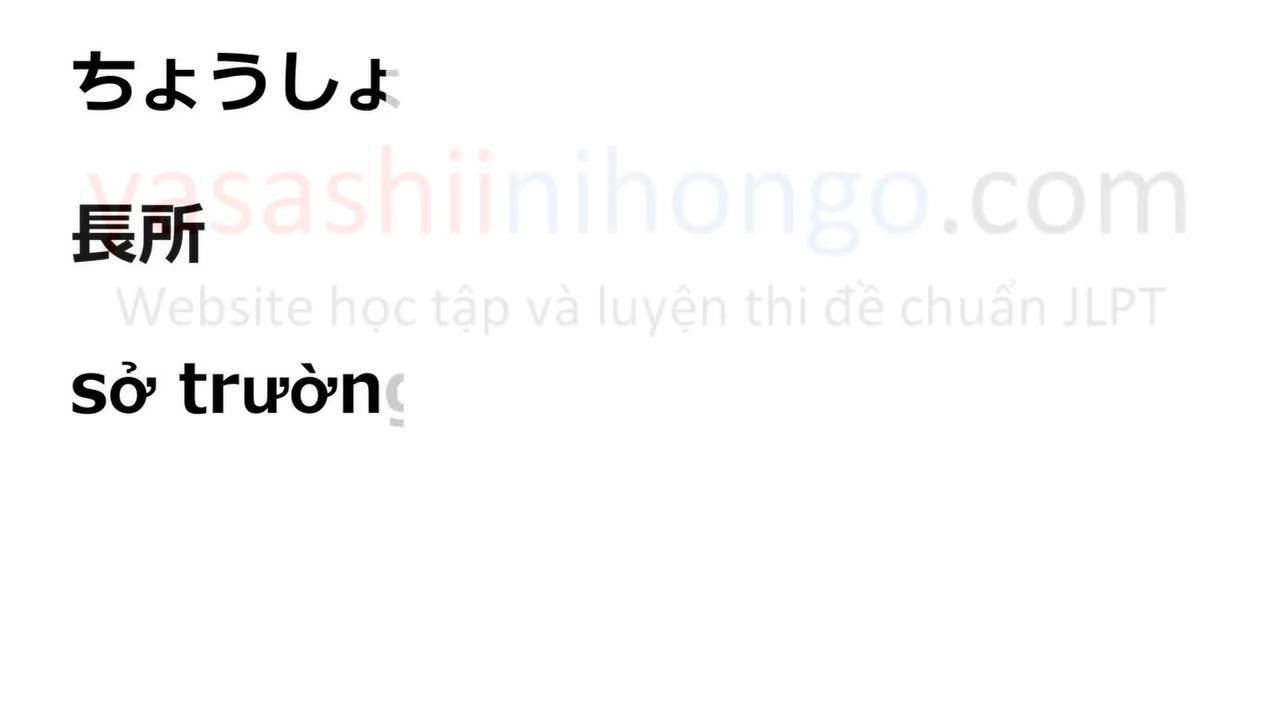 ちょうしょ
yasashiinihongo.com
長所
Website học tập và luyện thi đề chuẩn JLPT
sở trường